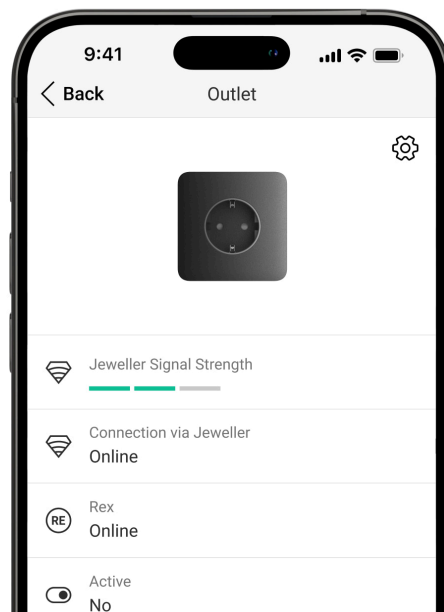 9:41
Back
Outlet
Jeweller Signal Strength
Connection via Jeweller
Online
RE
Rex
Online
Active
No